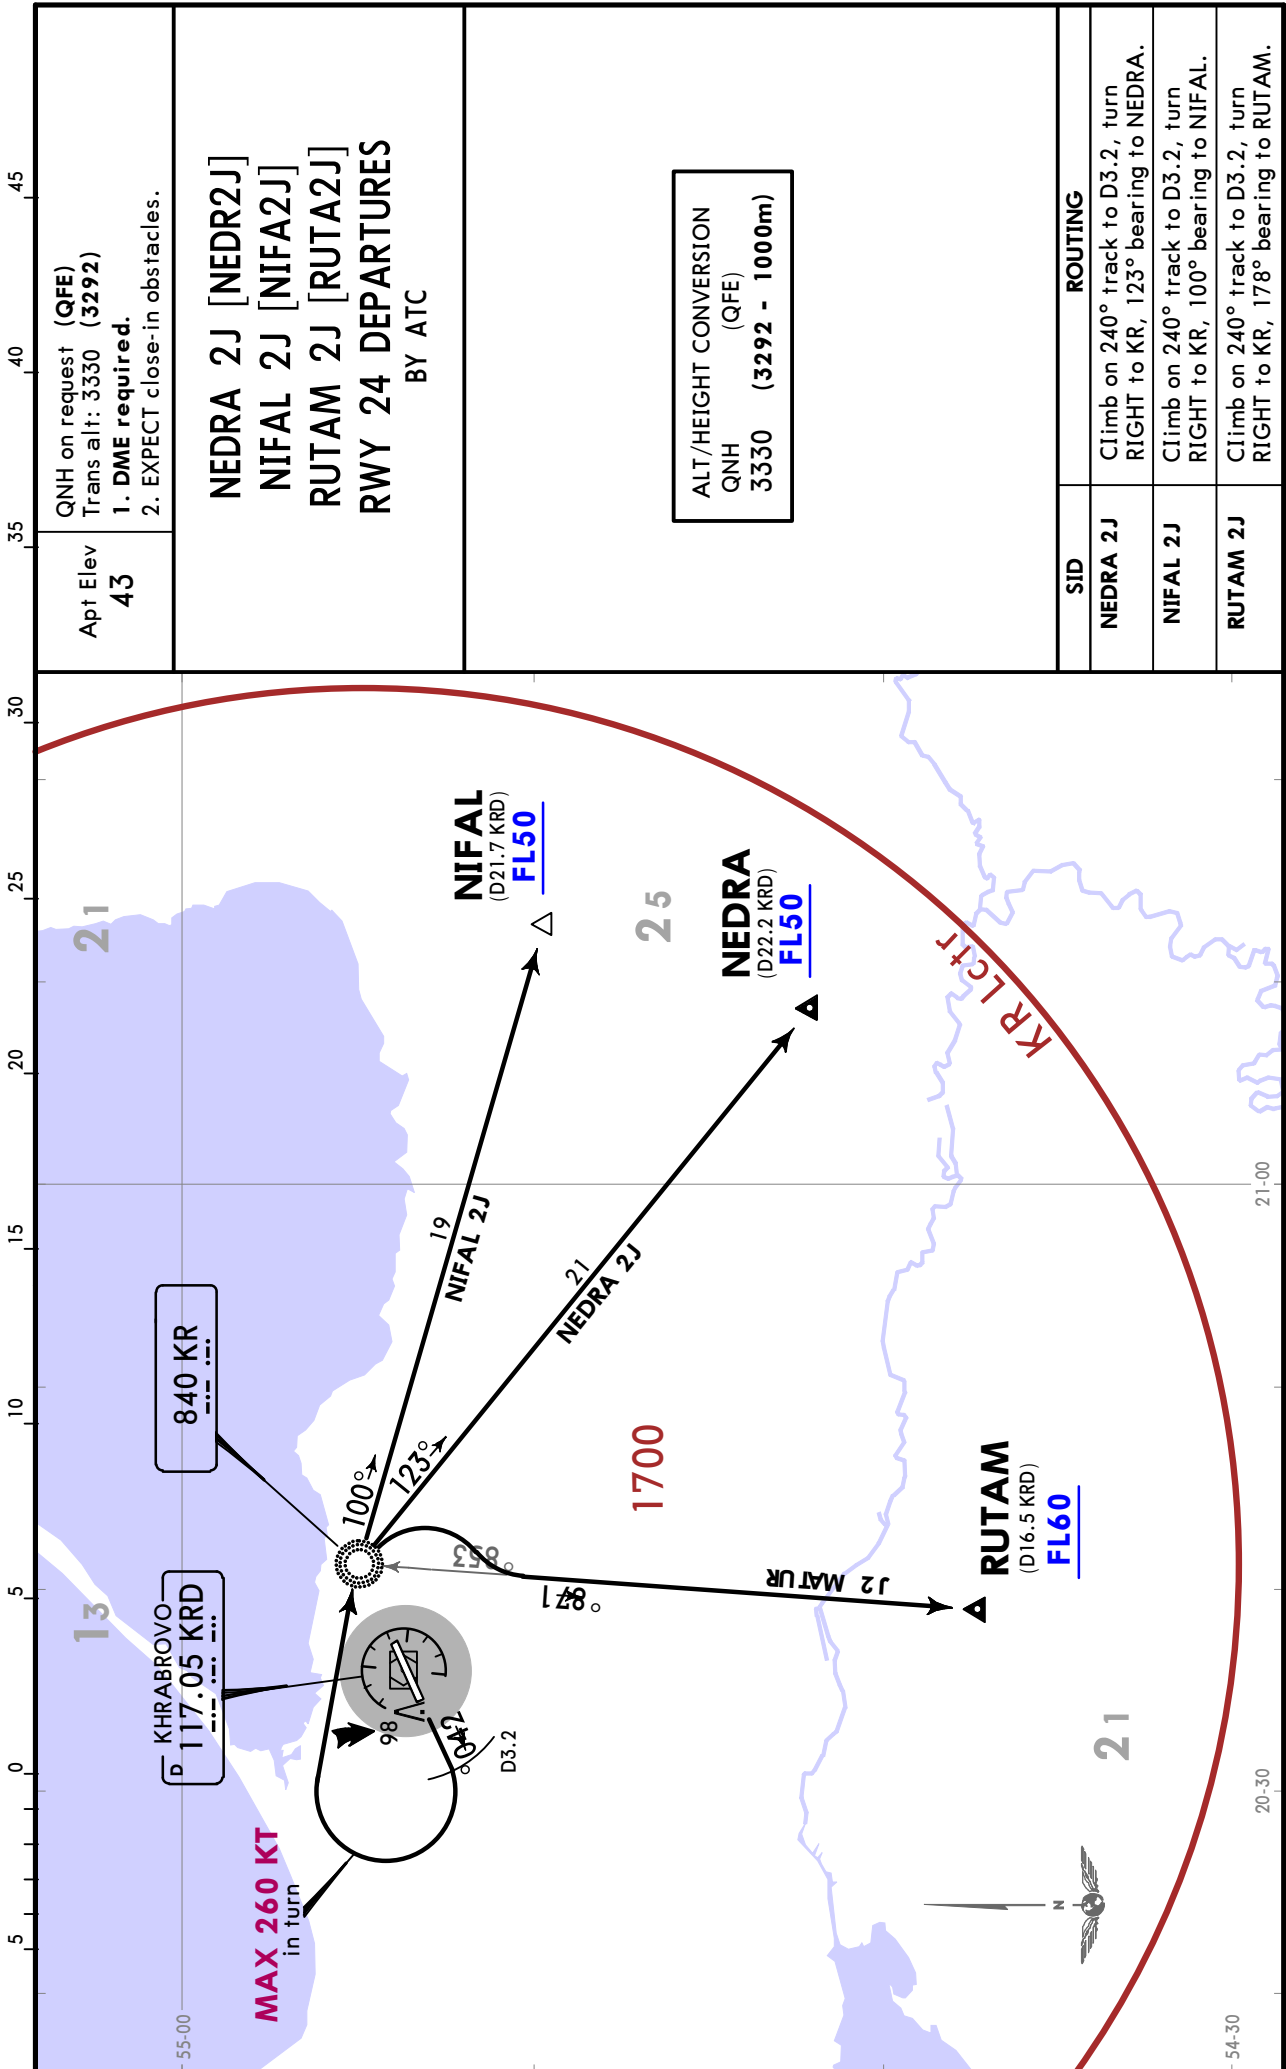 Apt Elev
43
QNH on request (QFE)
Trans alt: 3330 (3292)
1. DME required.
2. EXPECT close-in obstacles.
NEDRA 2J [NEDR2J]
NIFAL 2J [NIFA2J]
RUTAM 2J [RUTA2J]
RWY 24 DEPARTURES
BY ATC
ALT/HEIGHT CONVERSION
QNH (QFE)
3330 (3292 - 1000m)
SID ROUTING
NEDRA 2J
Climb on 240° track to D3.2, turn
RIGHT to KR, 123° bearing to NEDRA.
NIFAL 2J
Climb on 240° track to D3.2, turn
RIGHT to KR, 100° bearing to NIFAL.
RUTAM 2J
Climb on 240° track to D3.2, turn
RIGHT to KR, 178° bearing to RUTAM.
5 0 5 10 15 20 25 30 35 40 45
55-00
13
21
KHRABROVO
D 117.05 KRD
840 KR
MAX 260 KT
in turn
98
240°
D3.2
100°
123°
358°
178°
19
NIFAL 2J
21
NEDRA 2J
RUTAM 2J
NIFAL
(D21.7 KRD)
FL50
25
NEDRA
(D22.2 KRD)
FL50
1700
RUTAM
(D16.5 KRD)
FL60
KR Lctr
21
N
54-30
20-30
21-00